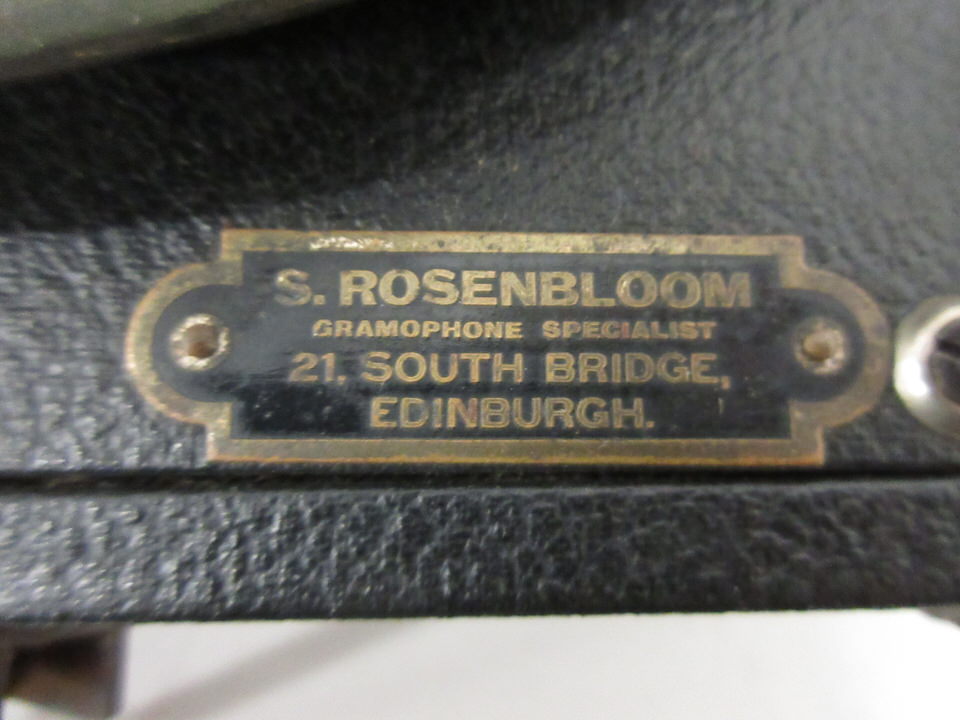 S. ROSENBLOOM
GRAMOPHONE SPECIALIST
21, SOUTH BRIDGE,
EDINBURGH.